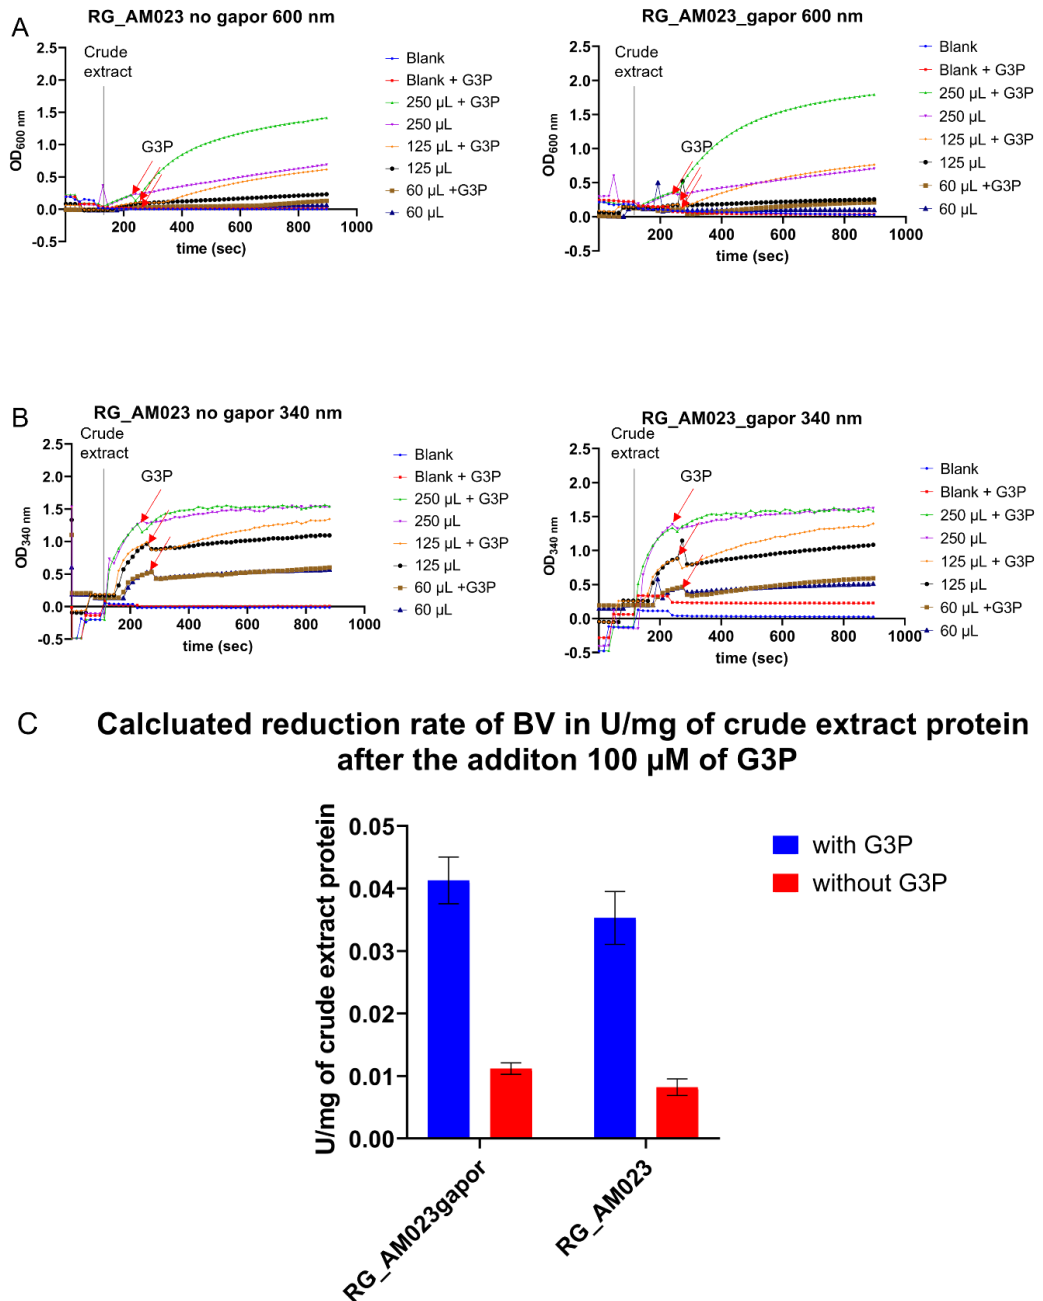 A
RG_AM023 no gapor 600 nm
Crude
extract
G3P
OD600 nm
2.5
2.0
1.5
1.0
0.5
0.0
-0.5
200 400 600 800 1000
time (sec)
Blank
Blank + G3P
250 µL + G3P
250 µL
125 µL + G3P
125 µL
60 µL +G3P
60 µL
RG_AM023_gapor 600 nm
Crude
extract
G3P
OD600 nm
2.5
2.0
1.5
1.0
0.5
0.0
-0.5
200 400 600 800 1000
time (sec)
Blank
Blank + G3P
250 µL + G3P
250 µL
125 µL + G3P
125 µL
60 µL +G3P
60 µL
B
RG_AM023 no gapor 340 nm
Crude
extract
G3P
OD340 nm
2.5
2.0
1.5
1.0
0.5
0.0
-0.5
200 400 600 800 1000
time (sec)
Blank
Blank + G3P
250 µL + G3P
250 µL
125 µL + G3P
125 µL
60 µL +G3P
60 µL
RG_AM023_gapor 340 nm
Crude
extract
G3P
OD340 nm
2.5
2.0
1.5
1.0
0.5
0.0
-0.5
200 400 600 800 1000
time (sec)
Blank
Blank + G3P
250 µL + G3P
250 µL
125 µL + G3P
125 µL
60 µL +G3P
60 µL
C
Calcluated reduction rate of BV in U/mg of crude extract protein
after the additon 100 µM of G3P
U/mg of crude extract protein
0.05
0.04
0.03
0.02
0.01
0.00
RG_AM023gapor
RG_AM023
with G3P
without G3P